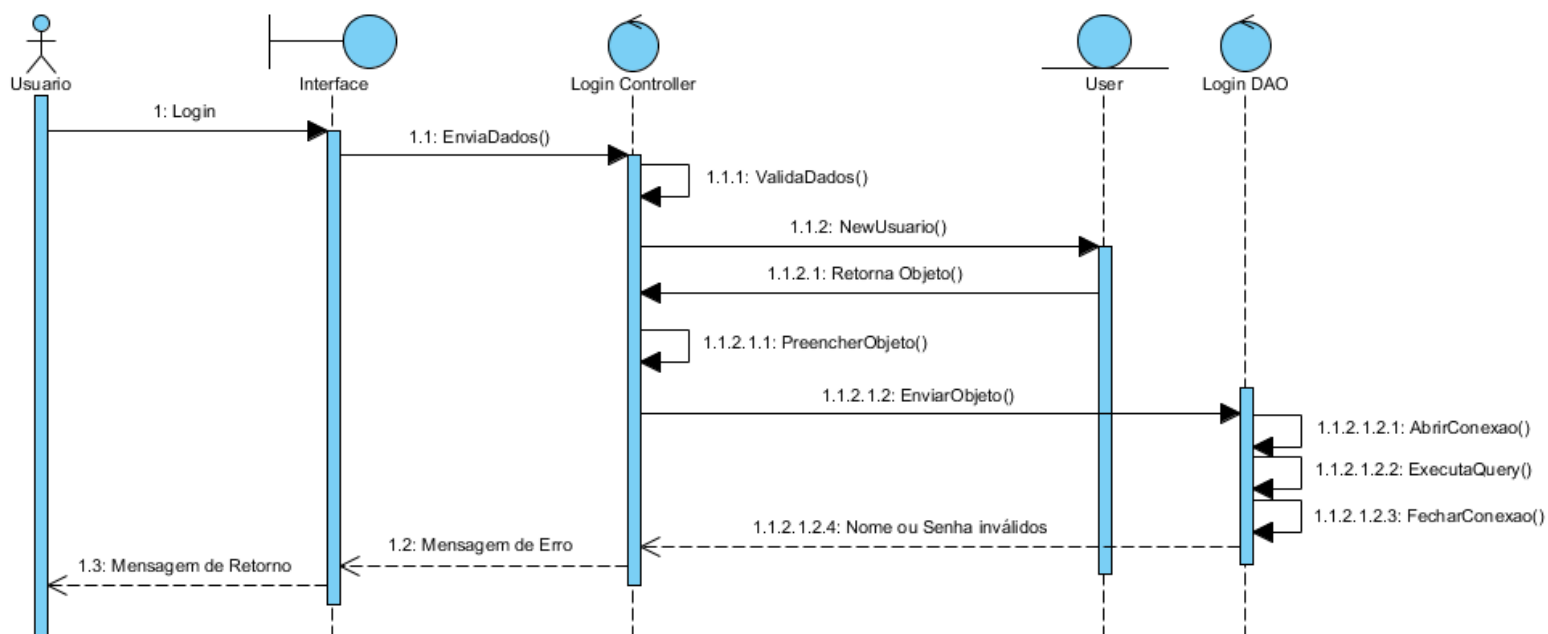 Usuario
Interface
Login Controller
User
Login DAO
1: Login
1.1: EnviaDados()
1.1.1: ValidaDados()
1.1.2: NewUsuario()
1.1.2.1: Retorna Objeto()
1.1.2.1.1: PreencherObjeto()
1.1.2.1.2: EnviarObjeto()
1.1.2.1.2.1: AbrirConexao()
1.1.2.1.2.2: ExecutaQuery()
1.1.2.1.2.3: FecharConexao()
1.1.2.1.2.4: Nome ou Senha inválidos
1.2: Mensagem de Erro
1.3: Mensagem de Retorno